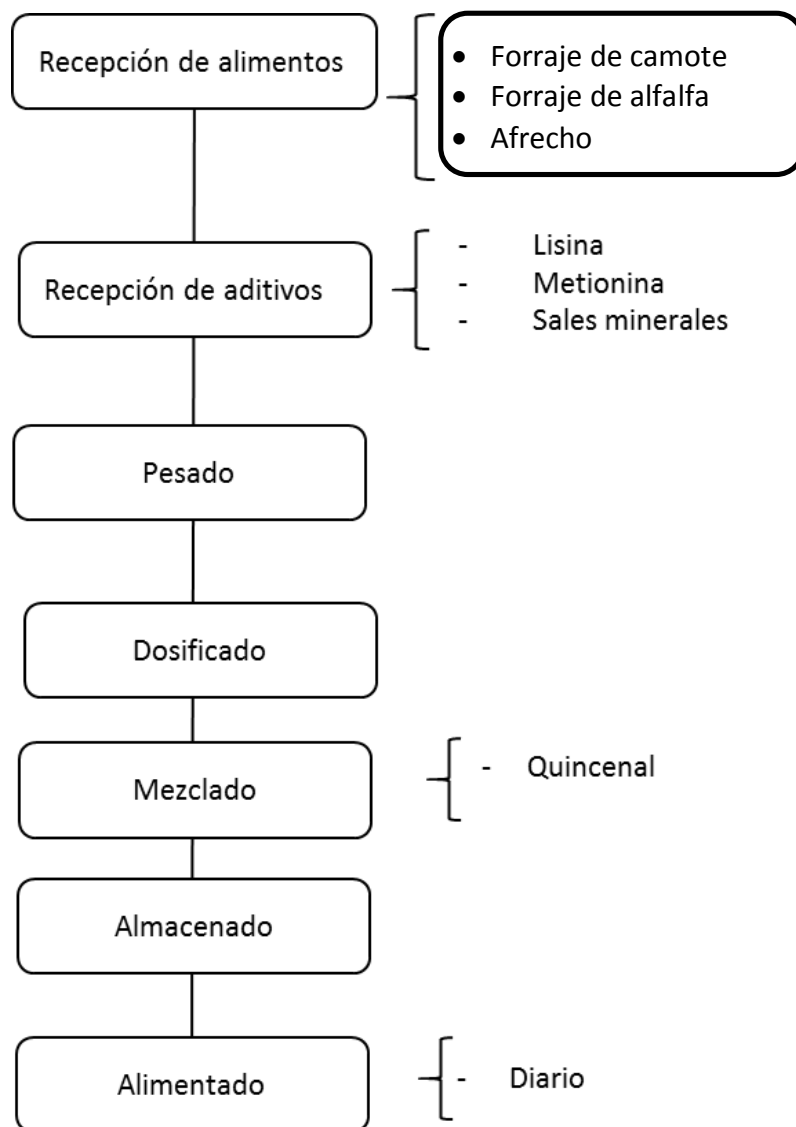 Recepción de alimentos
• Forraje de camote
• Forraje de alfalfa
• Afrecho
Recepción de aditivos
- Lisina
- Metionina
- Sales minerales
Pesado
Dosificado
Mezclado
- Quincenal
Almacenado
Alimentado
- Diario